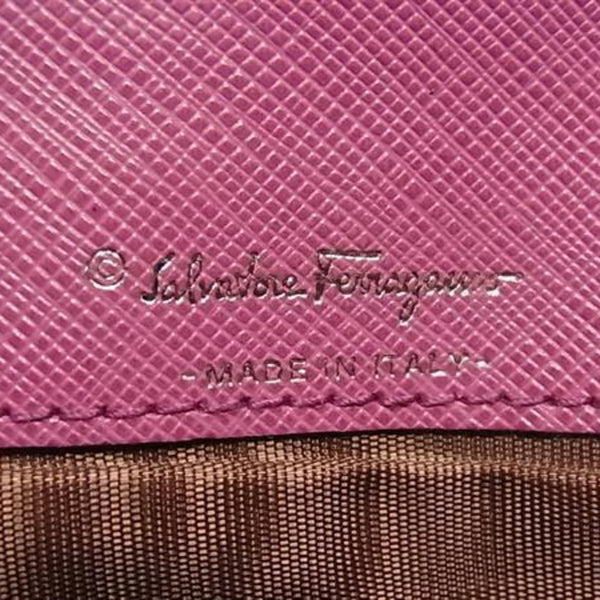 © Salvatore Ferragamo
-MADE IN ITALY-